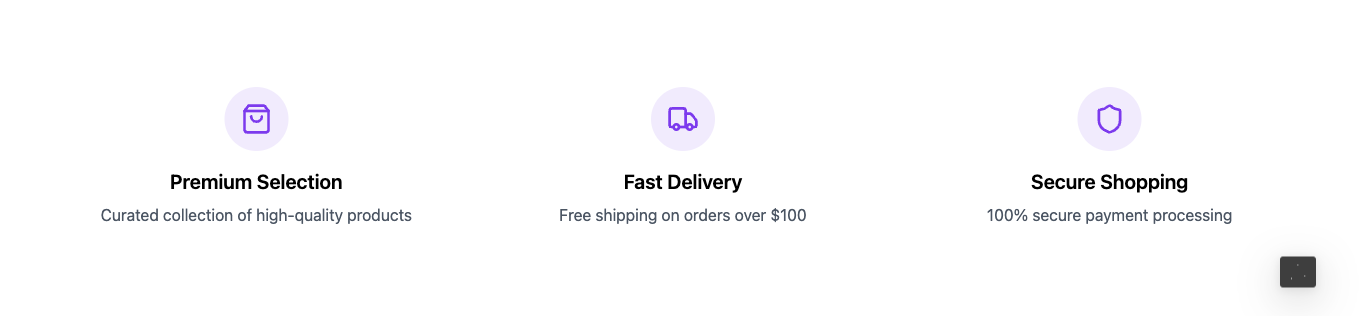 Premium Selection
Curated collection of high-quality products
Fast Delivery
Free shipping on orders over $100
Secure Shopping
100% secure payment processing